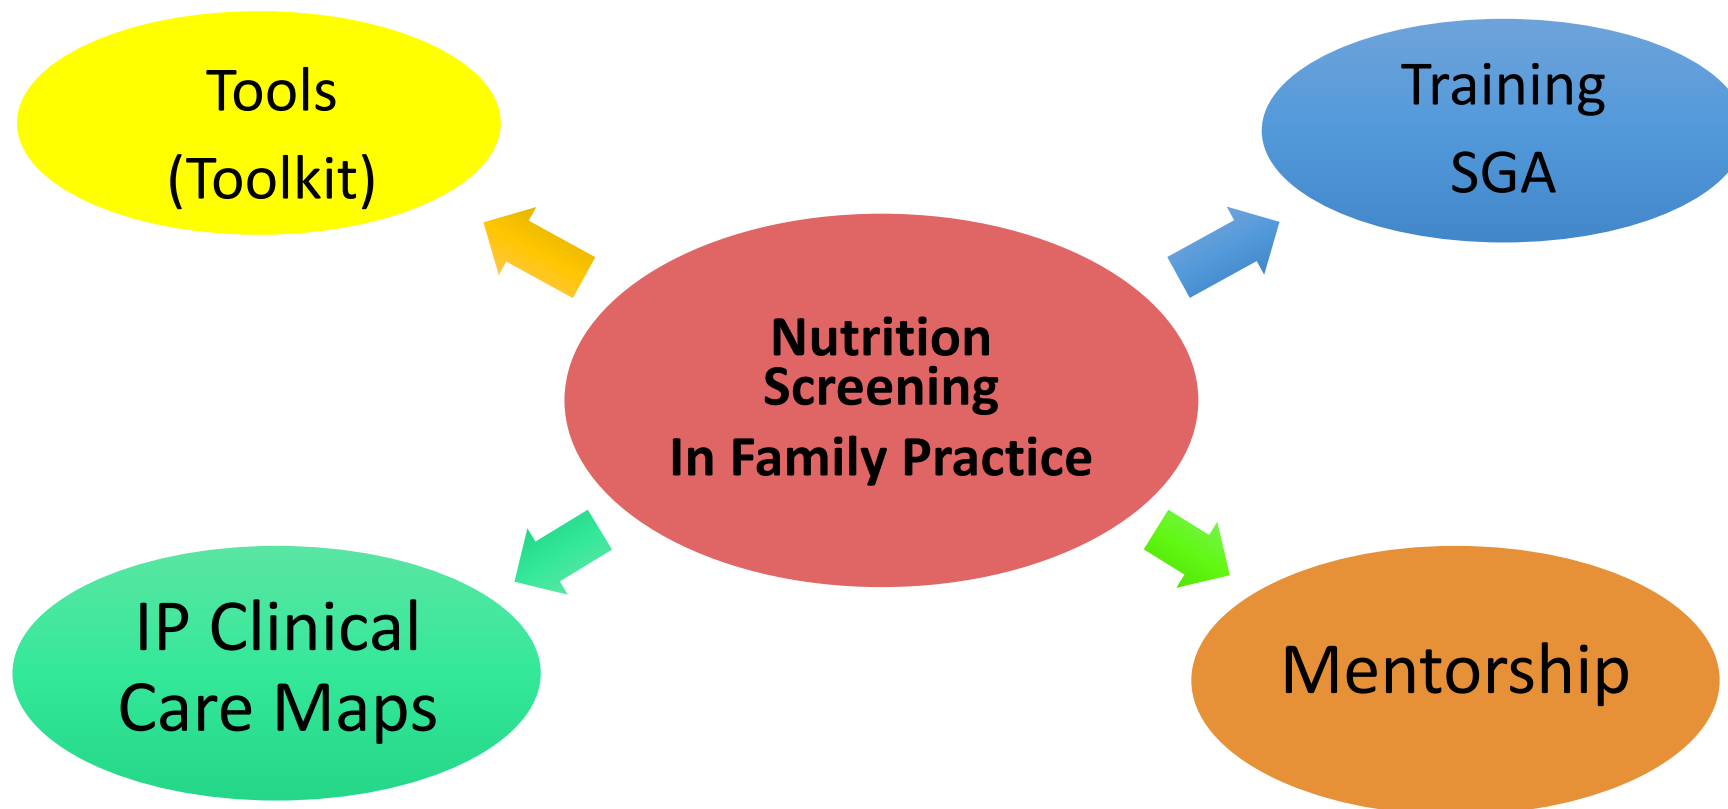 Tools
(Toolkit)
Training
SGA
Nutrition
Screening
In Family Practice
IP Clinical
Care Maps
Mentorship